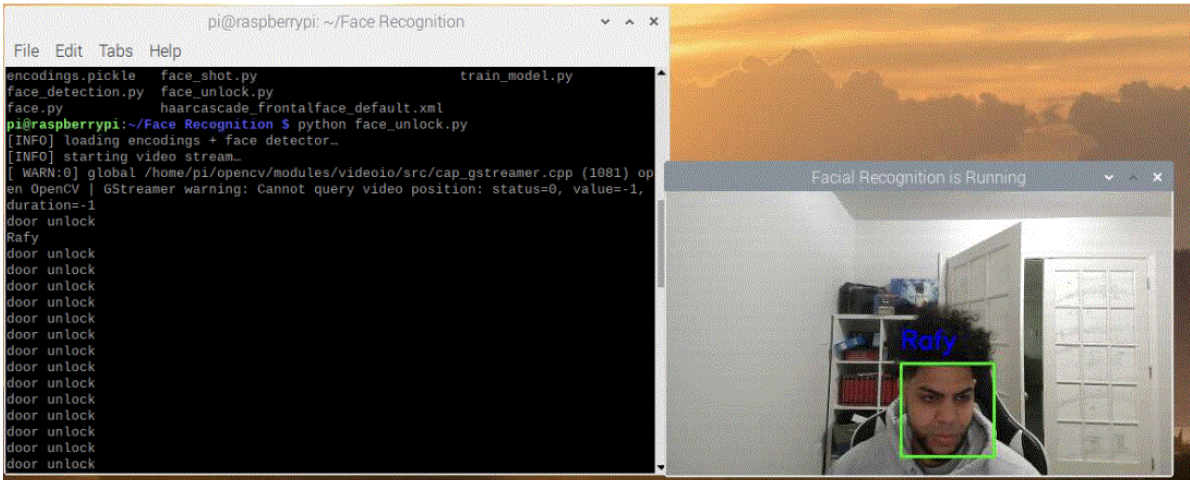 pi@raspberrypi: ~/Face Recognition
File Edit Tabs Help
encodings.pickle face_shot.py train_model.py
face_detection.py face_unlock.py
face.py haarcascade_frontalface_default.xml
pi@raspberrypi:~/Face Recognition $ python face_unlock.py
[INFO] loading encodings + face detector…
[INFO] starting video stream…
[ WARN:0] global /home/pi/opencv/modules/videoio/src/cap_gstreamer.cpp (1081) op
en OpenCV | GStreamer warning: Cannot query video position: status=0, value=-1,
duration=-1
door unlock
Rafy
door unlock
door unlock
door unlock
door unlock
door unlock
door unlock
door unlock
door unlock
door unlock
door unlock
door unlock
door unlock
door unlock
door unlock
Facial Recognition is Running
Rafy